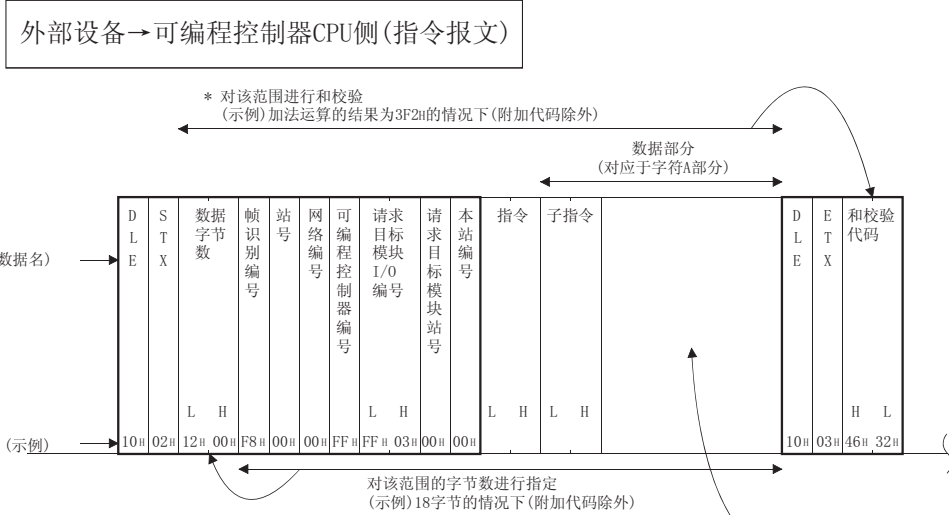 外部设备→可编程控制器CPU侧(指令报文)
* 对该范围进行和校验
(示例)加法运算的结果为3F2H的情况下(附加代码除外)
数据部分
(对应于字符A部分)
DLE
STX
数据字节数
帧识别编号
站号
网络编号
可编程控制器编号
请求目标模块I/O编号
请求目标模块站号
本站编号
指令
子指令
DLE
ETX
和校验代码
数据名)
L H L H L H L H H L
(示例)
10H 02H 12H 00H F8H 00H 00H FFH FFH 03H 00H 00H 10H 03H 46H 32H
对该范围的字节数进行指定
(示例)18字节的情况下(附加代码除外)